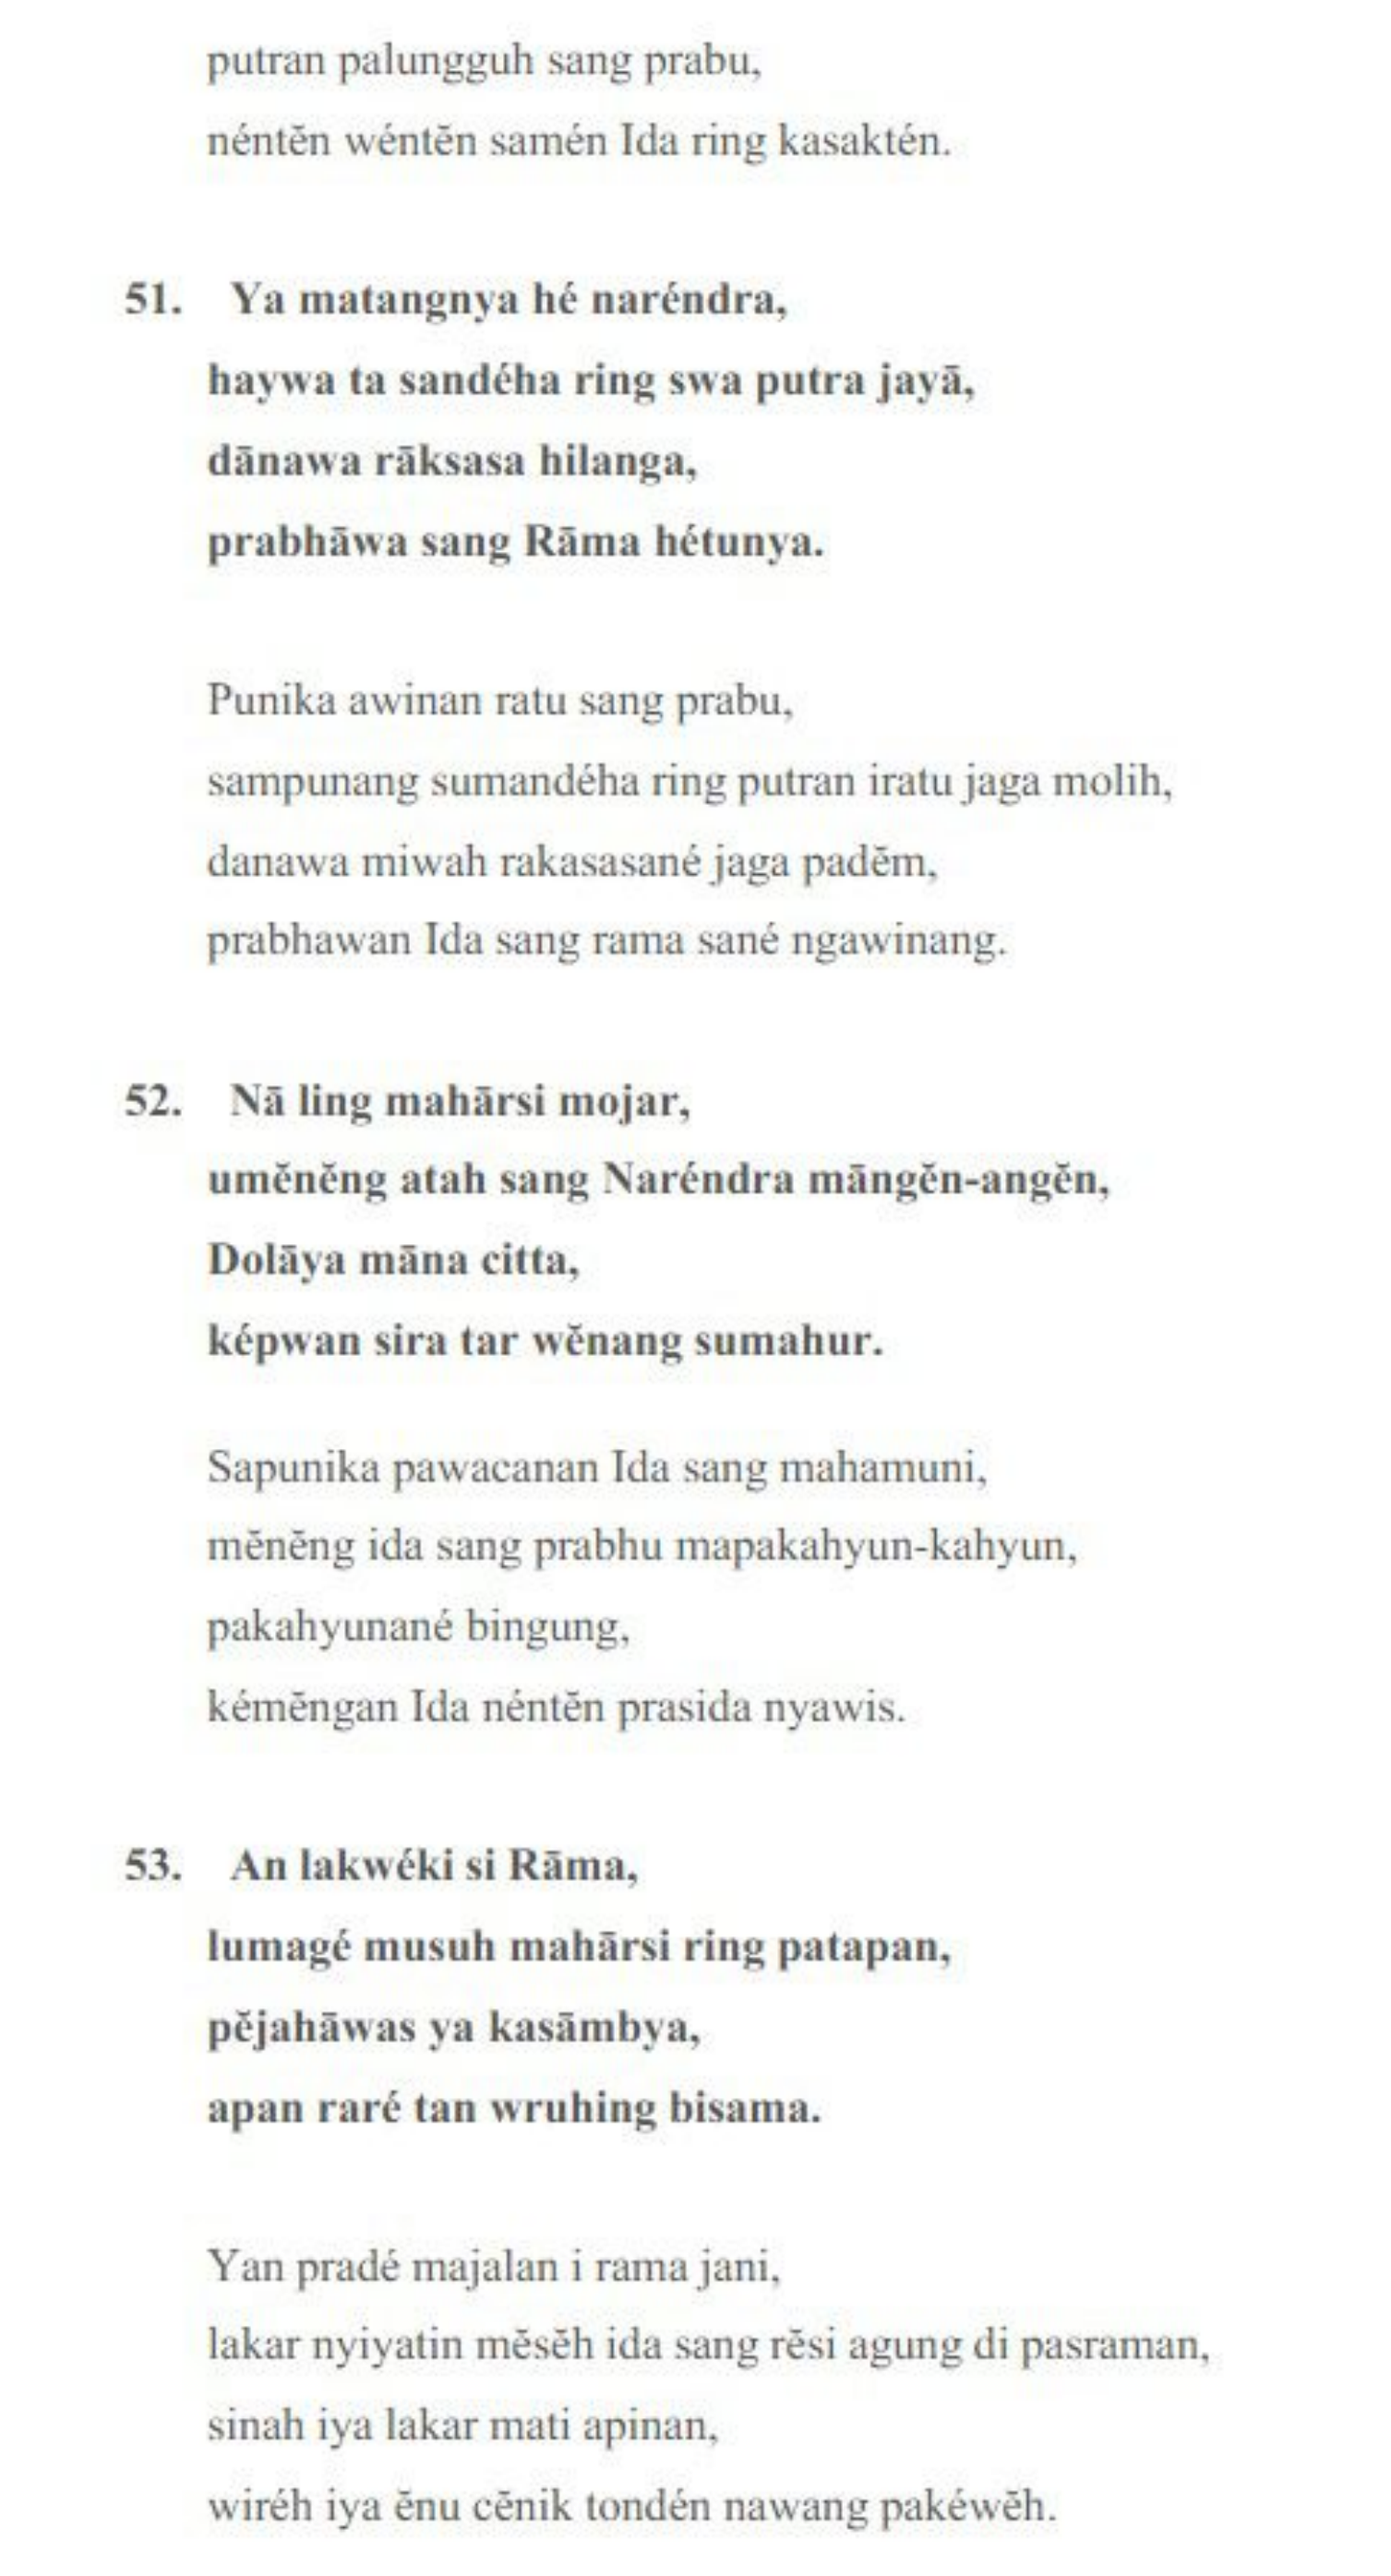 putran palungguh sang prabu,
néntĕn wéntĕn samén Ida ring kasaktén.
51. Ya matangnya hé naréndra,
haywa ta sandéha ring swa putra jayā,
dānawa rāksasa hilanga,
prabhāwa sang Rāma hétunya.
Punika awinan ratu sang prabu,
sampunang sumandéha ring putran iratu jaga molih,
danawa miwah rakasasané jaga padĕm,
prabhawan Ida sang rama sané ngawinang.
52. Nā ling mahārsi mojar,
umĕnĕng atah sang Naréndra māngĕn-angĕn,
Dolāya māna citta,
képwan sira tar wĕnang sumahur.
Sapunika pawacanan Ida sang mahamuni,
mĕnĕng ida sang prabhu mapakahyun-kahyun,
pakahyunané bingung,
kémĕngan Ida néntĕn prasida nyawis.
53. An lakwéki si Rāma,
lumagé musuh mahārsi ring patapan,
pĕjahāwas ya kasāmbya,
apan raré tan wruhing bisama.
Yan pradé majalan i rama jani,
lakar nyiyatin mĕsĕh ida sang rĕsi agung di pasraman,
sinah iya lakar mati apinan,
wiréh iya ĕnu cĕnik tondén nawang pakéwĕh.